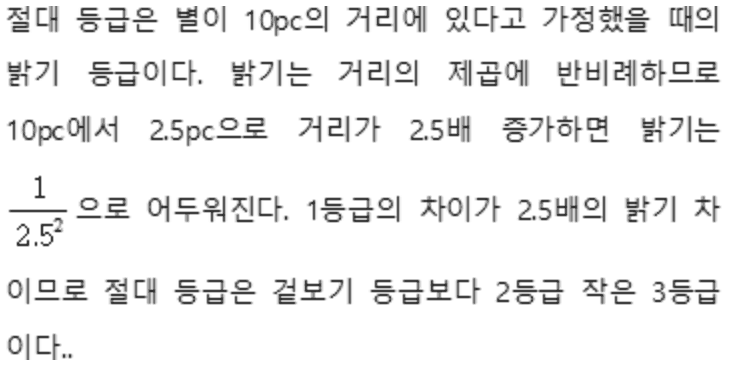 절대 등급은 별이 10pc의 거리에 있다고 가정했을 때의
밝기 등급이다. 밝기는 거리의 제곱에 반비례하므로
10pc에서 2.5pc으로 거리가 2.5배 증가하면 밝기는
1/2.5² 으로 어두워진다. 1등급의 차이가 2.5배의 밝기 차
이므로 절대 등급은 겉보기 등급보다 2등급 작은 3등급
이다..